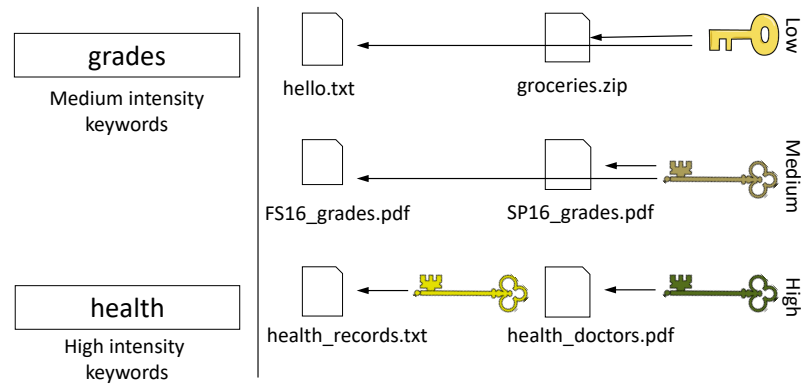 grades
Medium intensity
keywords
health
High intensity
keywords
hello.txt
groceries.zip
Low
FS16_grades.pdf
SP16_grades.pdf
Medium
health_records.txt
health_doctors.pdf
High